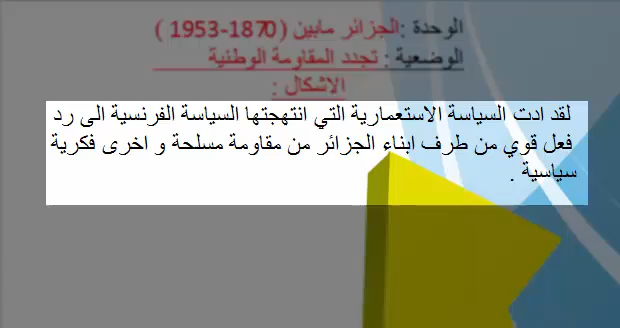 الوحدة :الجزائر مابين ( 1870-1953 )
الوضعية : تجدد المقاومة الوطنية
الاشكال :
لقد ادت السياسة الاستعمارية التي انتهجتها السياسة الفرنسية الى رد
فعل قوي من طرف ابناء الجزائر من مقاومة مسلحة و اخرى فكرية
سياسية .